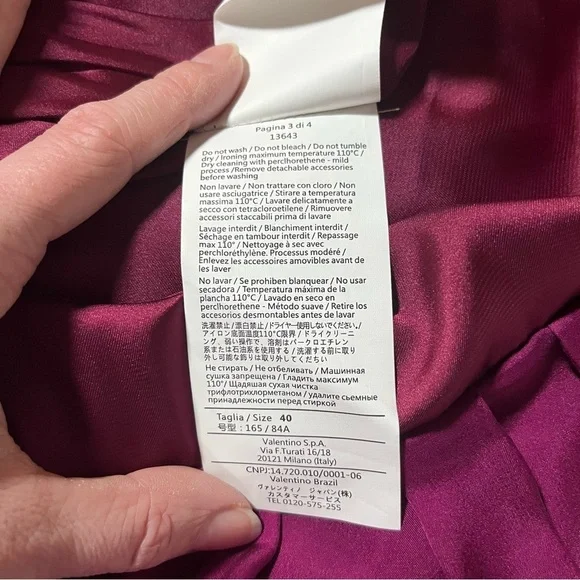 Pagina 3 di 4
13643
Do not wash / Do not bleach / Do not tumble
dry / Ironing maximum temperature 110°C /
Dry cleaning with perclhorethene - mild
process /Remove detachable accessories
before washing
Non lavare / Non trattare con cloro / Non
usare asciugatrice / Stirare a temperatura
massima 110°C / Lavare delicatamente a
secco con tetracloroetilene / Rimuovere
accessori staccabili prima di lavare
Lavage interdit / Blanchiment interdit /
Séchage en tambour interdit / Repassage
max 110° / Nettoyage à sec avec
perchloréthylène. Processus modéré /
Enlevez les accessoires amovibles avant de
les laver
No lavar / Se prohiben blanquear / No usar
secadora / Temperatura máxima de la
plancha 110°C / Lavado en seco en
percloroetileno - Método suave / Retire los
accesorios desmontables antes de lavar
洗濯禁止/漂白禁止/ドライヤー使用しないでください。/
アイロン底面温度110°C限界 / ドライクリーニ
ング、弱い操作で、溶剤はパークロエチレン
系または石油系を使用する / 洗濯する前に取り
外し可能な飾りは取り外してください
Не стирать / Не отбеливать / Машинная
сушка запрещена / Гладить максимум
110°/ Щадяшая сухая чистка
трифлотрихлорметаном / удалите сьемные
принадлежности перед стиркой
Taglia / Size 40
号型 : 165 / 84A
Valentino S.p.A.
Via F.Turati 16/18
20121 Milano (Italy)
CNPJ:14.720.010/0001-06
Valentino Brazil
ヴァレンティノ ジャパン(株)
カスタマーサービス
TEL0120-575-255